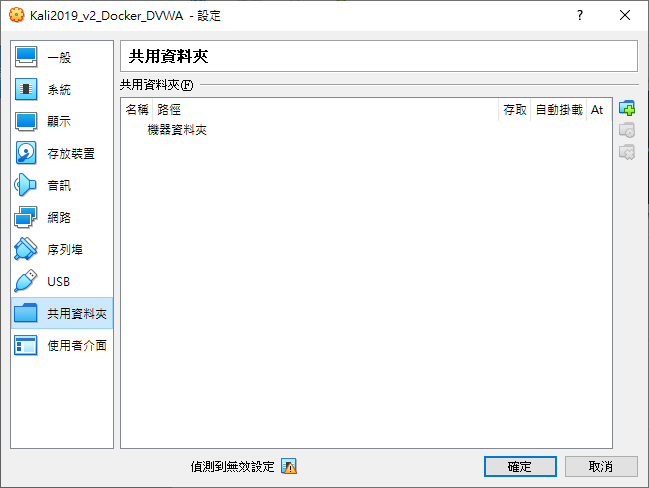 Kali2019_v2_Docker_DVWA - 設定
?
一般
系統
顯示
存放裝置
音訊
網路
序列埠
USB
共用資料夾
使用者介面
共用資料夾
共用資料夾(F)
名稱 路徑 存取 自動掛載 At
機器資料夾
偵測到無效設定
確定
取消